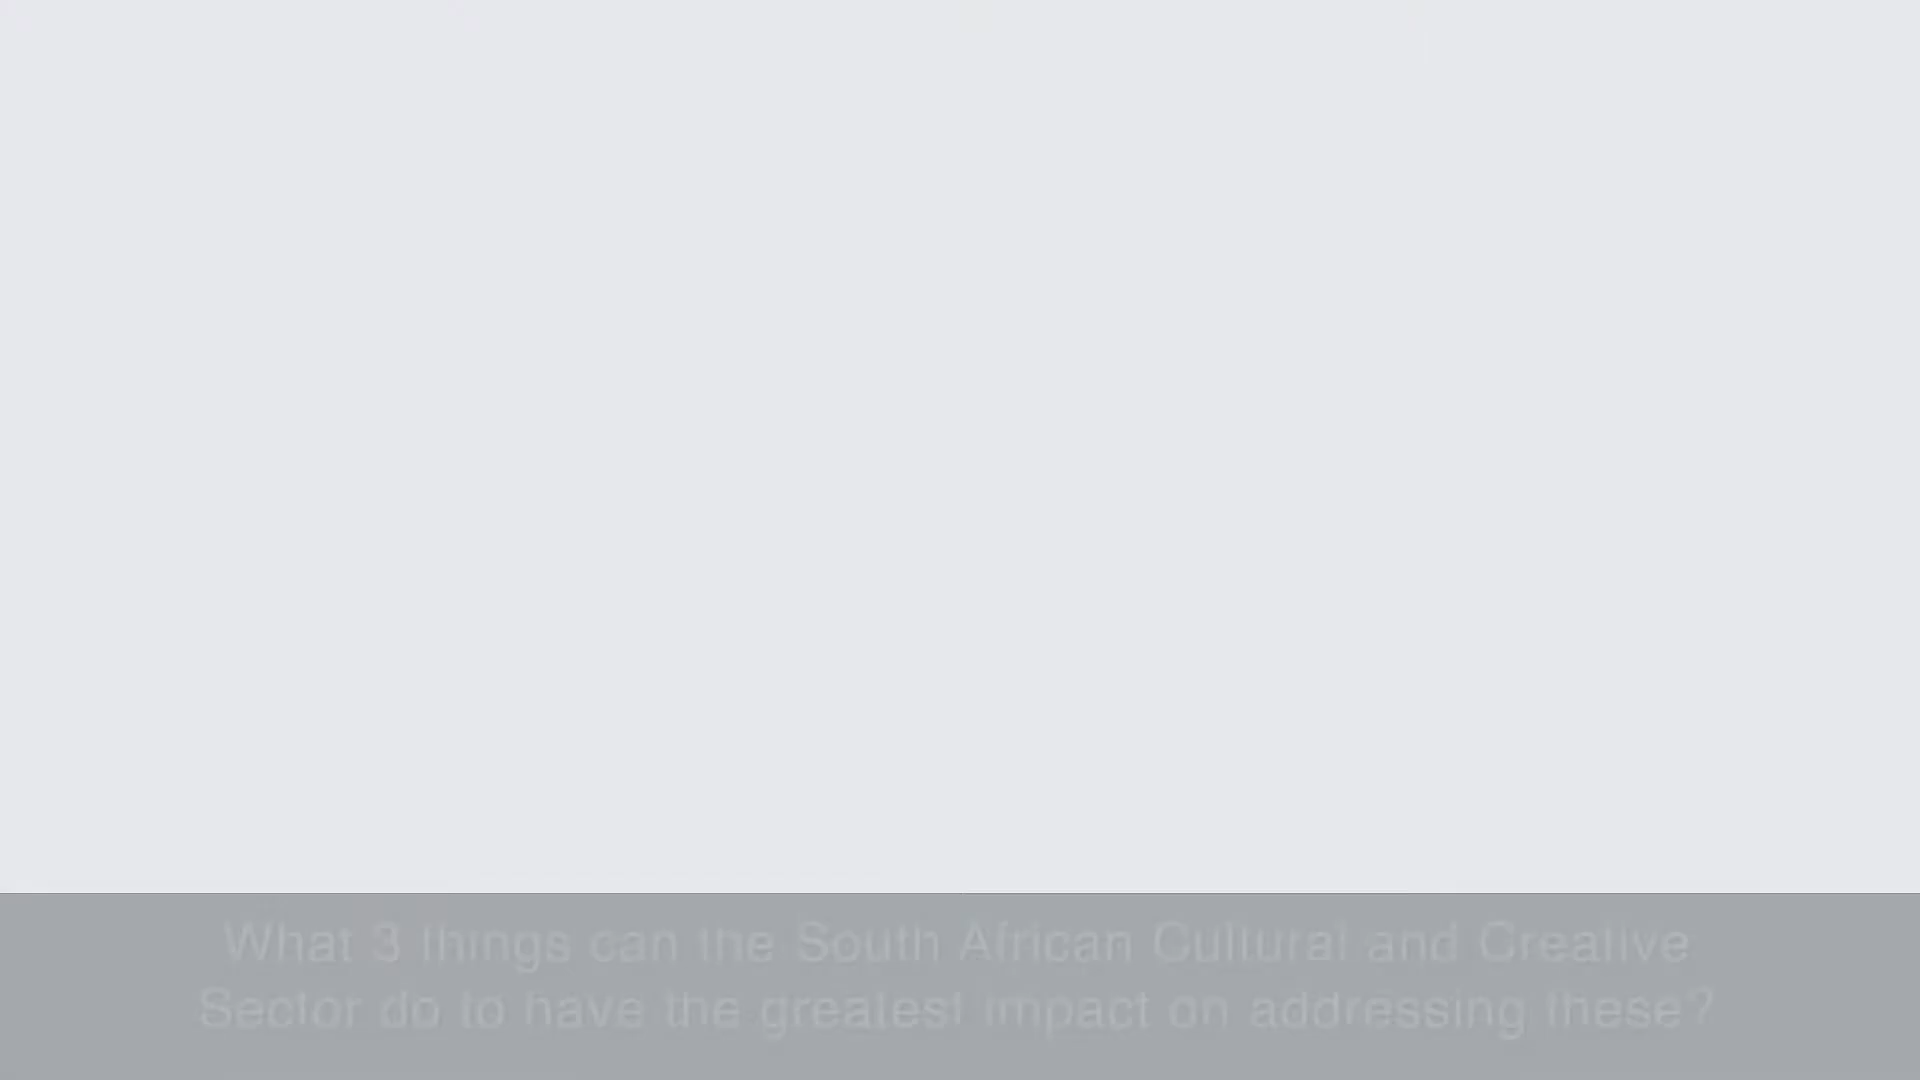 What 3 things can the South African Cultural and Creative
Sector do to have the greatest impact on addressing these?